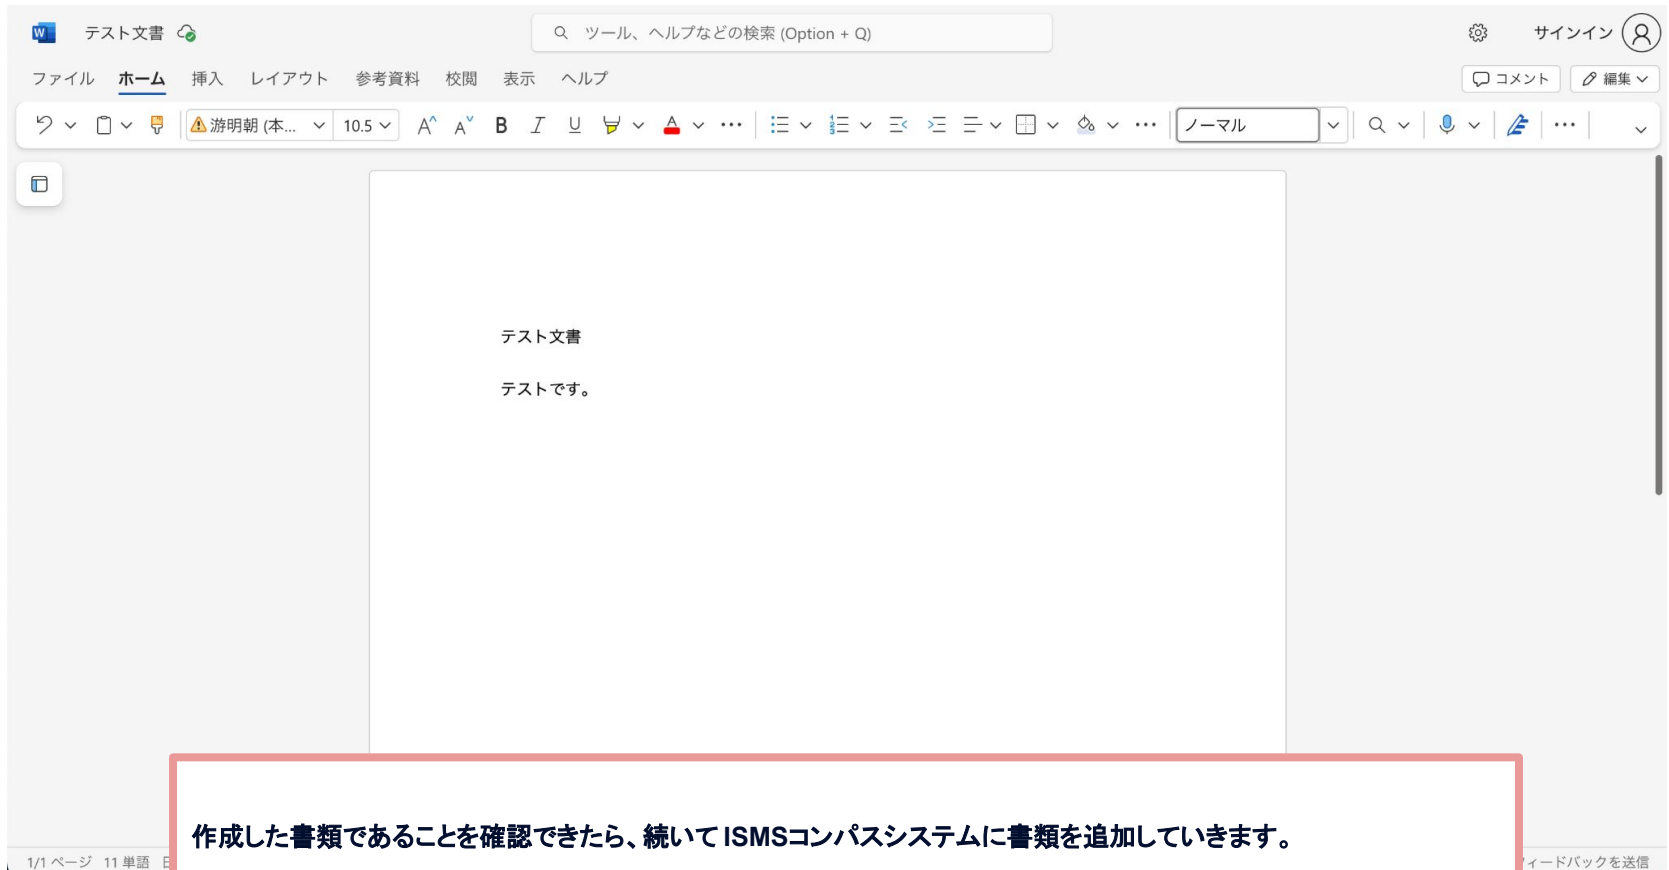 テスト文書
ツール、ヘルプなどの検索 (Option + Q)
サインイン
ファイル ホーム 挿入 レイアウト 参考資料 校閲 表示 ヘルプ
コメント 編集
游明朝 (本... 10.5 ノーマル
テスト文書
テストです。
作成した書類であることを確認できたら、続いてISMSコンパスシステムに書類を追加していきます。
1/1 ページ 11 単語
ィードバックを送信